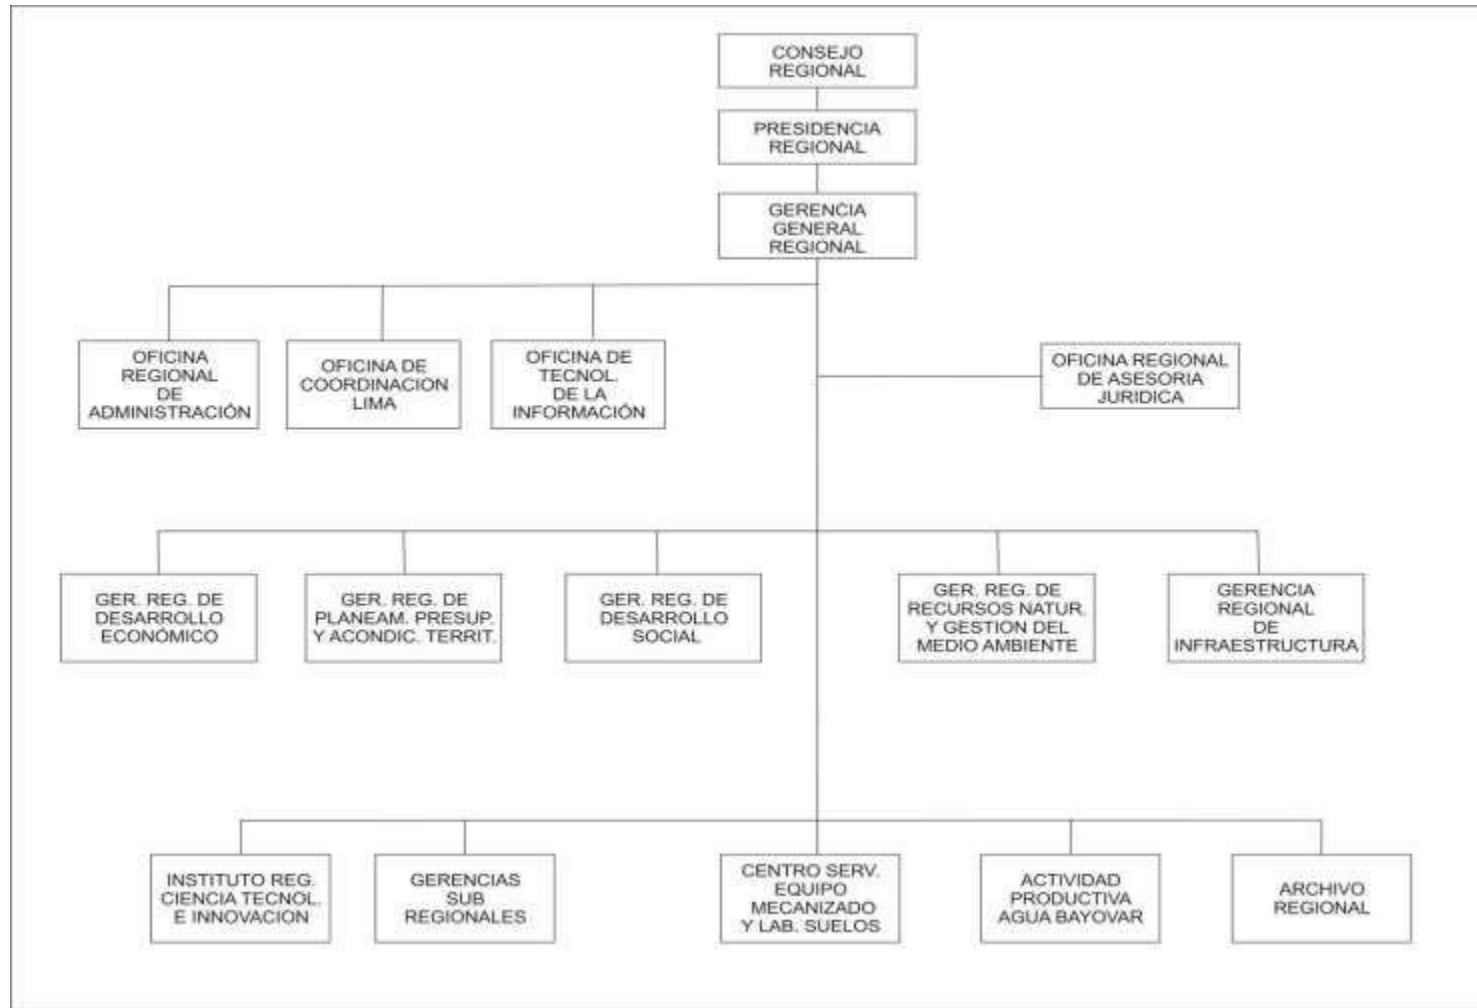 CONSEJO
REGIONAL
PRESIDENCIA
REGIONAL
GERENCIA
GENERAL
REGIONAL
OFICINA
REGIONAL
DE
ADMINISTRACIÓN
OFICINA DE
COORDINACION
LIMA
OFICINA DE
TECNOL.
DE LA
INFORMACIÓN
OFICINA REGIONAL
DE ASESORIA
JURIDICA
GER. REG. DE
DESARROLLO
ECONÓMICO
GER. REG. DE
PLANEAM. PRESUP.
Y ACONDIC. TERRIT.
GER. REG. DE
DESARROLLO
SOCIAL
GER. REG. DE
RECURSOS NATUR.
Y GESTION DEL
MEDIO AMBIENTE
GERENCIA
REGIONAL
DE
INFRAESTRUCTURA
INSTITUTO REG.
CIENCIA TECNOL.
E INNOVACION
GERENCIAS
SUB
REGIONALES
CENTRO SERV.
EQUIPO
MECANIZADO
Y LAB. SUELOS
ACTIVIDAD
PRODUCTIVA
AGUA BAYOVAR
ARCHIVO
REGIONAL